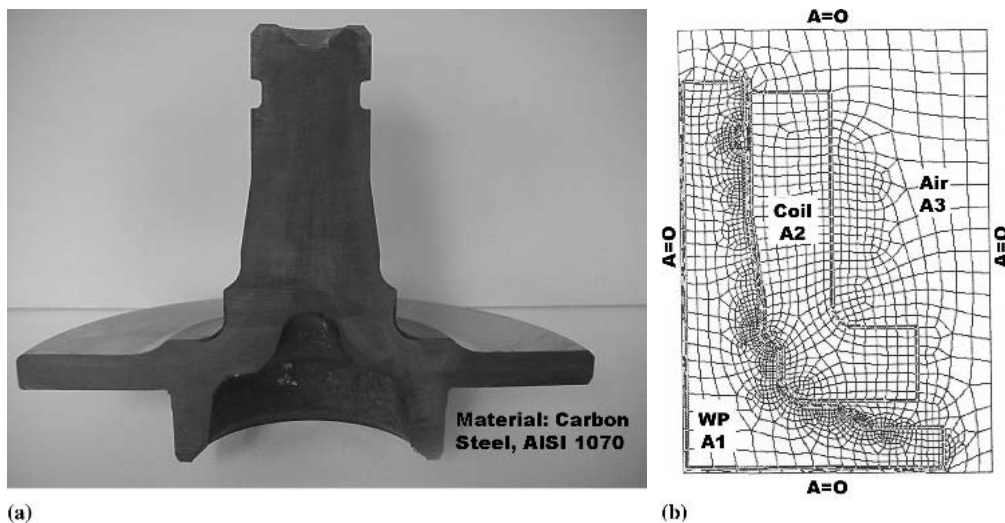 A=O
Air
A3
Coil
A2
A=O
A=O
WP
A1
Material: Carbon
Steel, AISI 1070
A=O
(a)
(b)